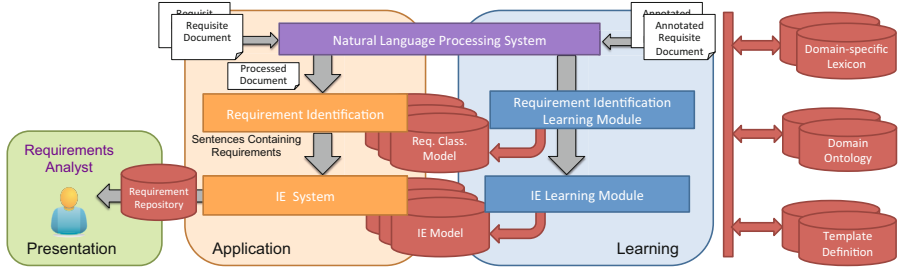 Requisit
Requisite
Document
Natural Language Processing System
Annotated
Annotated
Requisite
Document
Processed
Document
Domain-specific
Lexicon
Requirement Identification
Requirement Identification
Learning Module
Sentences Containing
Requirements
Req. Class.
Model
Domain
Ontology
Requirements
Analyst
Requirement
Repository
IE System
IE Learning Module
IE Model
Template
Definition
Presentation
Application
Learning